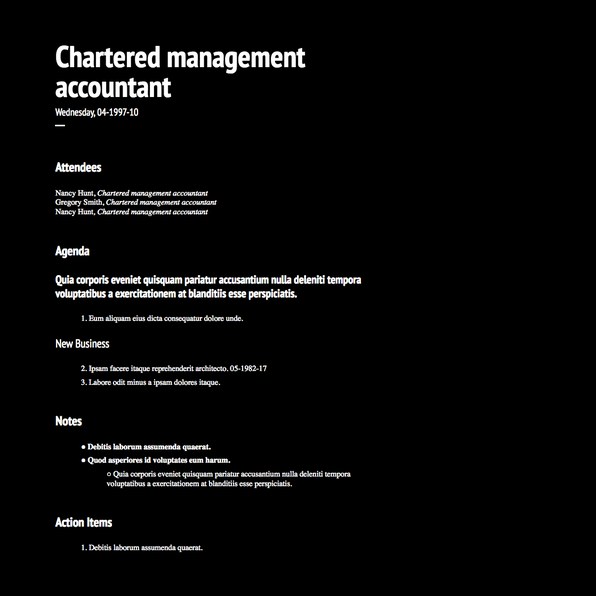 Chartered management
accountant
Wednesday, 04-1997-10
—
Attendees
Nancy Hunt, Chartered management accountant
Gregory Smith, Chartered management accountant
Nancy Hunt, Chartered management accountant
Agenda
Quia corporis eveniet quisquam pariatur accusantium nulla deleniti tempora
voluptatibus a exercitationem at blanditiis esse perspiciatis.
1. Eum aliquam eius dicta consequatur dolore unde.
New Business
2. Ipsam facere itaque reprehenderit architecto. 05-1982-17
3. Labore odit minus a ipsam dolores itaque.
Notes
● Debitis laborum assumenda quaerat.
● Quod asperiores id voluptates eum harum.
○ Quia corporis eveniet quisquam pariatur accusantium nulla deleniti tempora
voluptatibus a exercitationem at blanditiis esse perspiciatis.
Action Items
1. Debitis laborum assumenda quaerat.